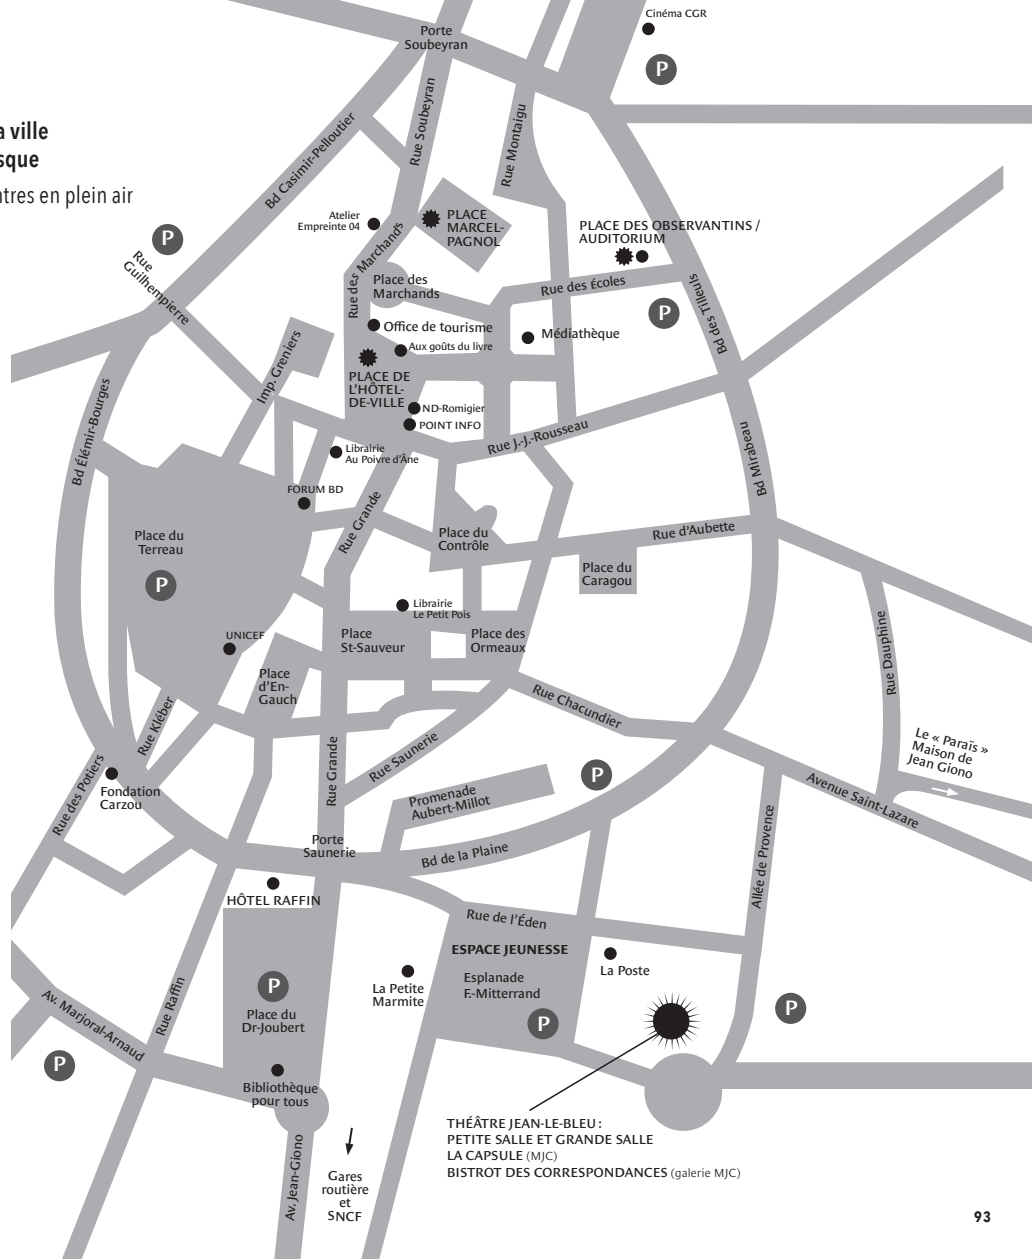 Cinéma CGR
P
Porte
Soubeyran
a ville
sque
ntres en plein air
Bd Casimir-Pelloutier
Rue Soubeyran
Rue Montaigu
Atelier
Empreinte 04
PLACE
MARCEL-
PAGNOL
PLACE DES OBSERVANTINS /
AUDITORIUM
P
Rue
Guilhempierre
Rue des Marchands
Place des
Marchands
Rue des écoles
Bd des Tilleuls
P
Office de tourisme
Médiathèque
Aux goûts du livre
Imp. Greniers
PLACE DE
L'HÔTEL-
DE-VILLE
ND-Romigier
POINT INFO
Bd Élémir-Bourges
Rue J.-J.-Rousseau
Bd Mirabeau
Librairie
Au Poivre d'Âne
FORUM BD
Rue Grande
Place du
Terreau
P
Place du
Contrôle
Rue d'Aubette
Place du
Caragou
Librairie
Le Petit Pois
UNICEF
Place
St-Sauveur
Place des
Ormeaux
Rue Dauphine
Place
d'En-
Gauch
Rue Chacundier
Rue Kléber
Le « Paraïs »
Maison de
Jean Giono
Rue des Potiers
Fondation
Carzou
Rue Grande
Rue Saunerie
P
Promenade
Aubert-Millot
Avenue Saint-Lazare
Allée de Provence
Porte
Saunerie
Bd de la Plaine
HÔTEL RAFFIN
Rue de l'Éden
ESPACE JEUNESSE
Esplanade
F.-Mitterrand
P
La Poste
La Petite
Marmite
P
Place du
Dr-Joubert
P
Rue Raffin
Av. Marjoral-Arnaud
P
Bibliothèque
pour tous
THÉÂTRE JEAN-LE-BLEU :
PETITE SALLE ET GRANDE SALLE
LA CAPSULE (MJC)
BISTROT DES CORRESPONDANCES (galerie MJC)
Av. Jean-Giono
Gares
routière
et
SNCF
93